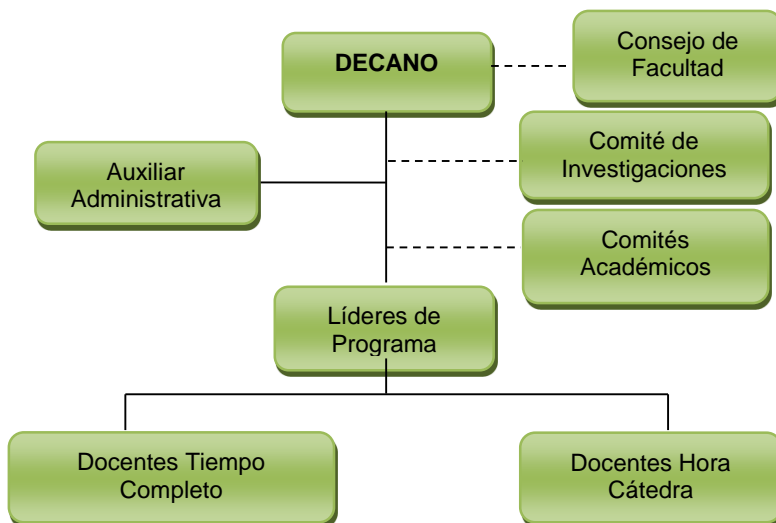 DECANO
Consejo de
Facultad
Comité de
Investigaciones
Auxiliar
Administrativa
Comités
Académicos
Líderes de
Programa
Docentes Tiempo
Completo
Docentes Hora
Cátedra